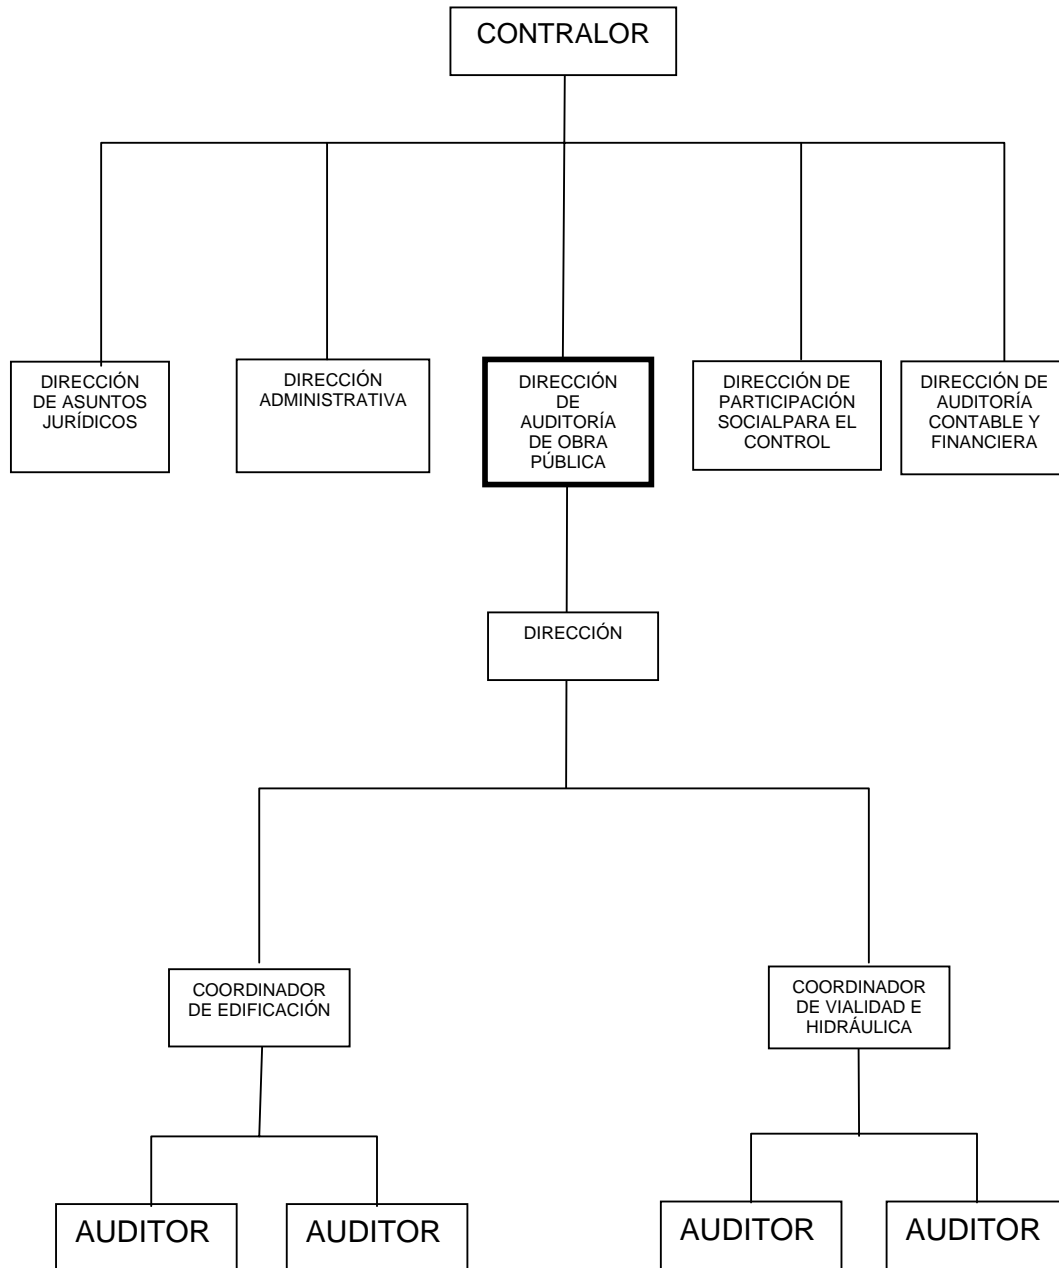 CONTRALOR
DIRECCIÓN
DE ASUNTOS
JURÍDICOS
DIRECCIÓN
ADMINISTRATIVA
DIRECCIÓN
DE
AUDITORÍA
DE OBRA
PÚBLICA
DIRECCIÓN DE
PARTICIPACIÓN
SOCIALPARA EL
CONTROL
DIRECCIÓN DE
AUDITORÍA
CONTABLE Y
FINANCIERA
DIRECCIÓN
COORDINADOR
DE EDIFICACIÓN
COORDINADOR
DE VIALIDAD E
HIDRÁULICA
AUDITOR
AUDITOR
AUDITOR
AUDITOR